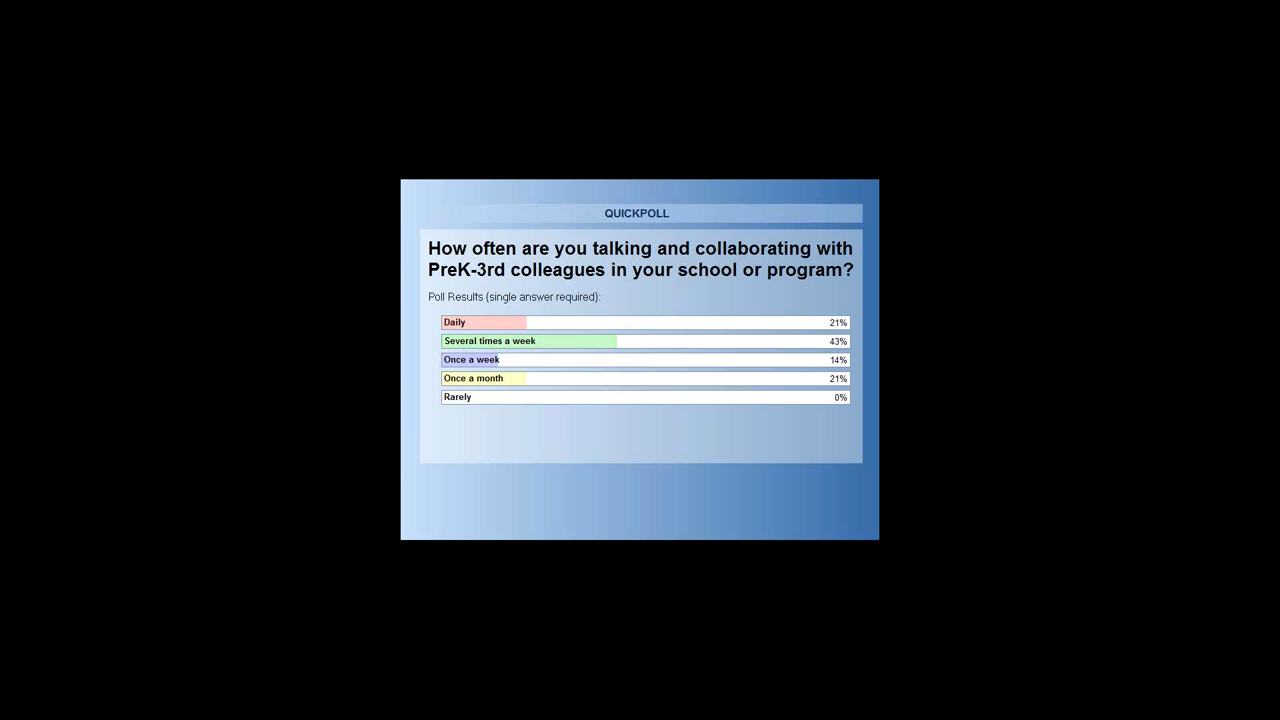 QUICKPOLL
How often are you talking and collaborating with
PreK-3rd colleagues in your school or program?
Poll Results (single answer required):
Daily 21%
Several times a week 43%
Once a week 14%
Once a month 21%
Rarely 0%